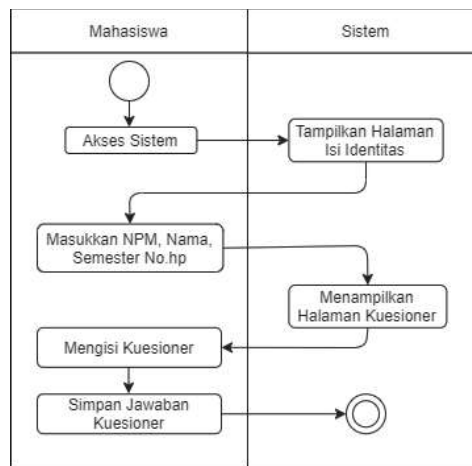 Mahasiswa
Sistem
Akses Sistem
Tampilkan Halaman
Isi Identitas
Masukkan NPM, Nama,
Semester No.hp
Menampilkan
Halaman Kuesioner
Mengisi Kuesioner
Simpan Jawaban
Kuesioner